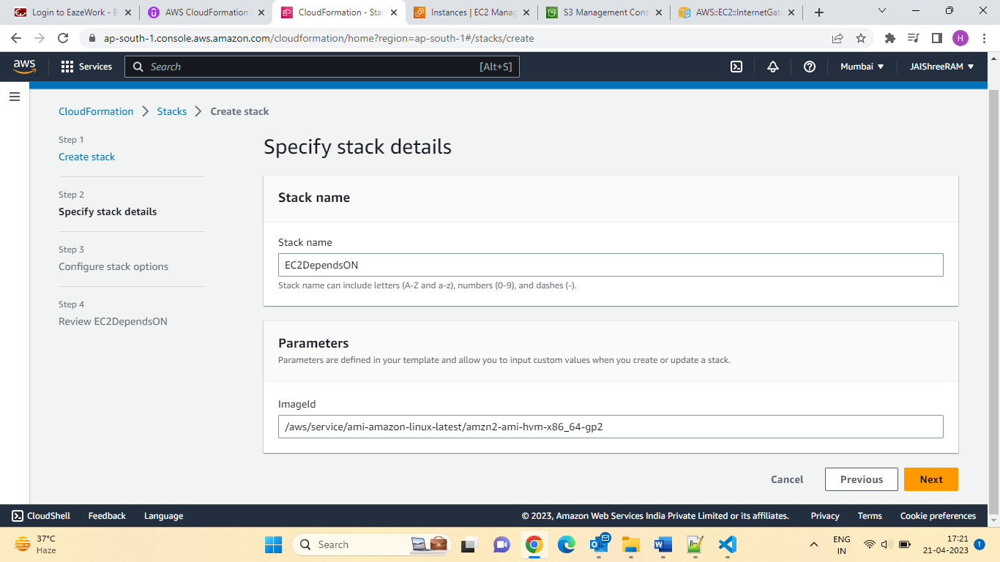 Login to EazeWork - B
AWS CloudFormation
CloudFormation - Stac
Instances | EC2 Manag
S3 Management Cons
AWS::EC2::InternetGat
ap-south-1.console.aws.amazon.com/cloudformation/home?region=ap-south-1#/stacks/create
H
aws
Services
Search
[Alt+S]
Mumbai
JAIShreeRAM
CloudFormation
Stacks
Create stack
Step 1
Create stack
Step 2
Specify stack details
Step 3
Configure stack options
Step 4
Review EC2DependsON
Specify stack details
Stack name
Stack name
EC2DependsON
Stack name can include letters (A-Z and a-z), numbers (0-9), and dashes (-).
Parameters
Parameters are defined in your template and allow you to input custom values when you create or update a stack.
ImageId
/aws/service/ami-amazon-linux-latest/amzn2-ami-hvm-x86_64-gp2
Cancel
Previous
Next
CloudShell
Feedback
Language
© 2023, Amazon Web Services India Private Limited or its affiliates.
Privacy
Terms
Cookie preferences
37°C
Haze
Search
ENG
IN
17:21
21-04-2023
1